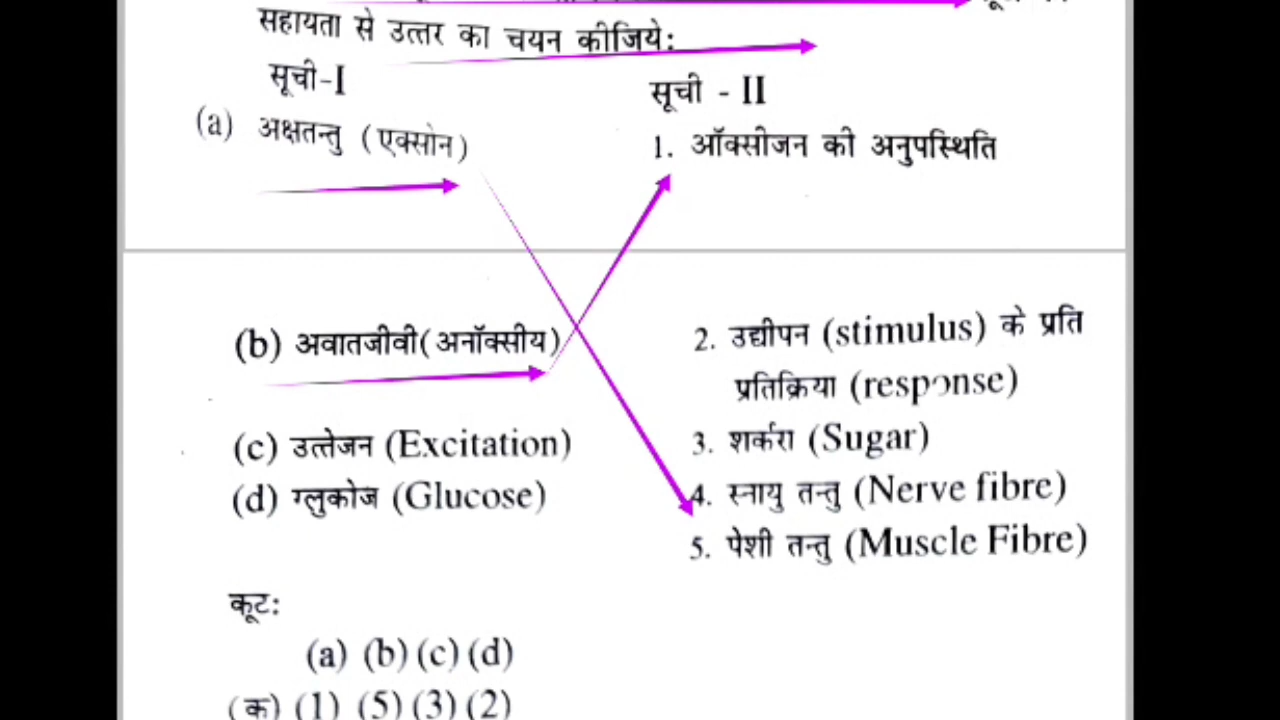 सहायता से उत्तर का चयन कीजिये:
सूची-I
सूची - II
(a) अक्षतन्तु (एक्सोन)
1. ऑक्सीजन की अनुपस्थिति
(b) अवातजीवी(अनॉक्सीय)
2. उद्यीपन (stimulus) के प्रति
प्रतिक्रिया (response)
(c) उत्तेजन (Excitation)
3. शर्करा (Sugar)
(d) ग्लुकोज (Glucose)
4. स्नायु तन्तु (Nerve fibre)
5. पेशी तन्तु (Muscle Fibre)
कूट:
(a) (b) (c) (d)
(क) (1) (5) (3) (2)